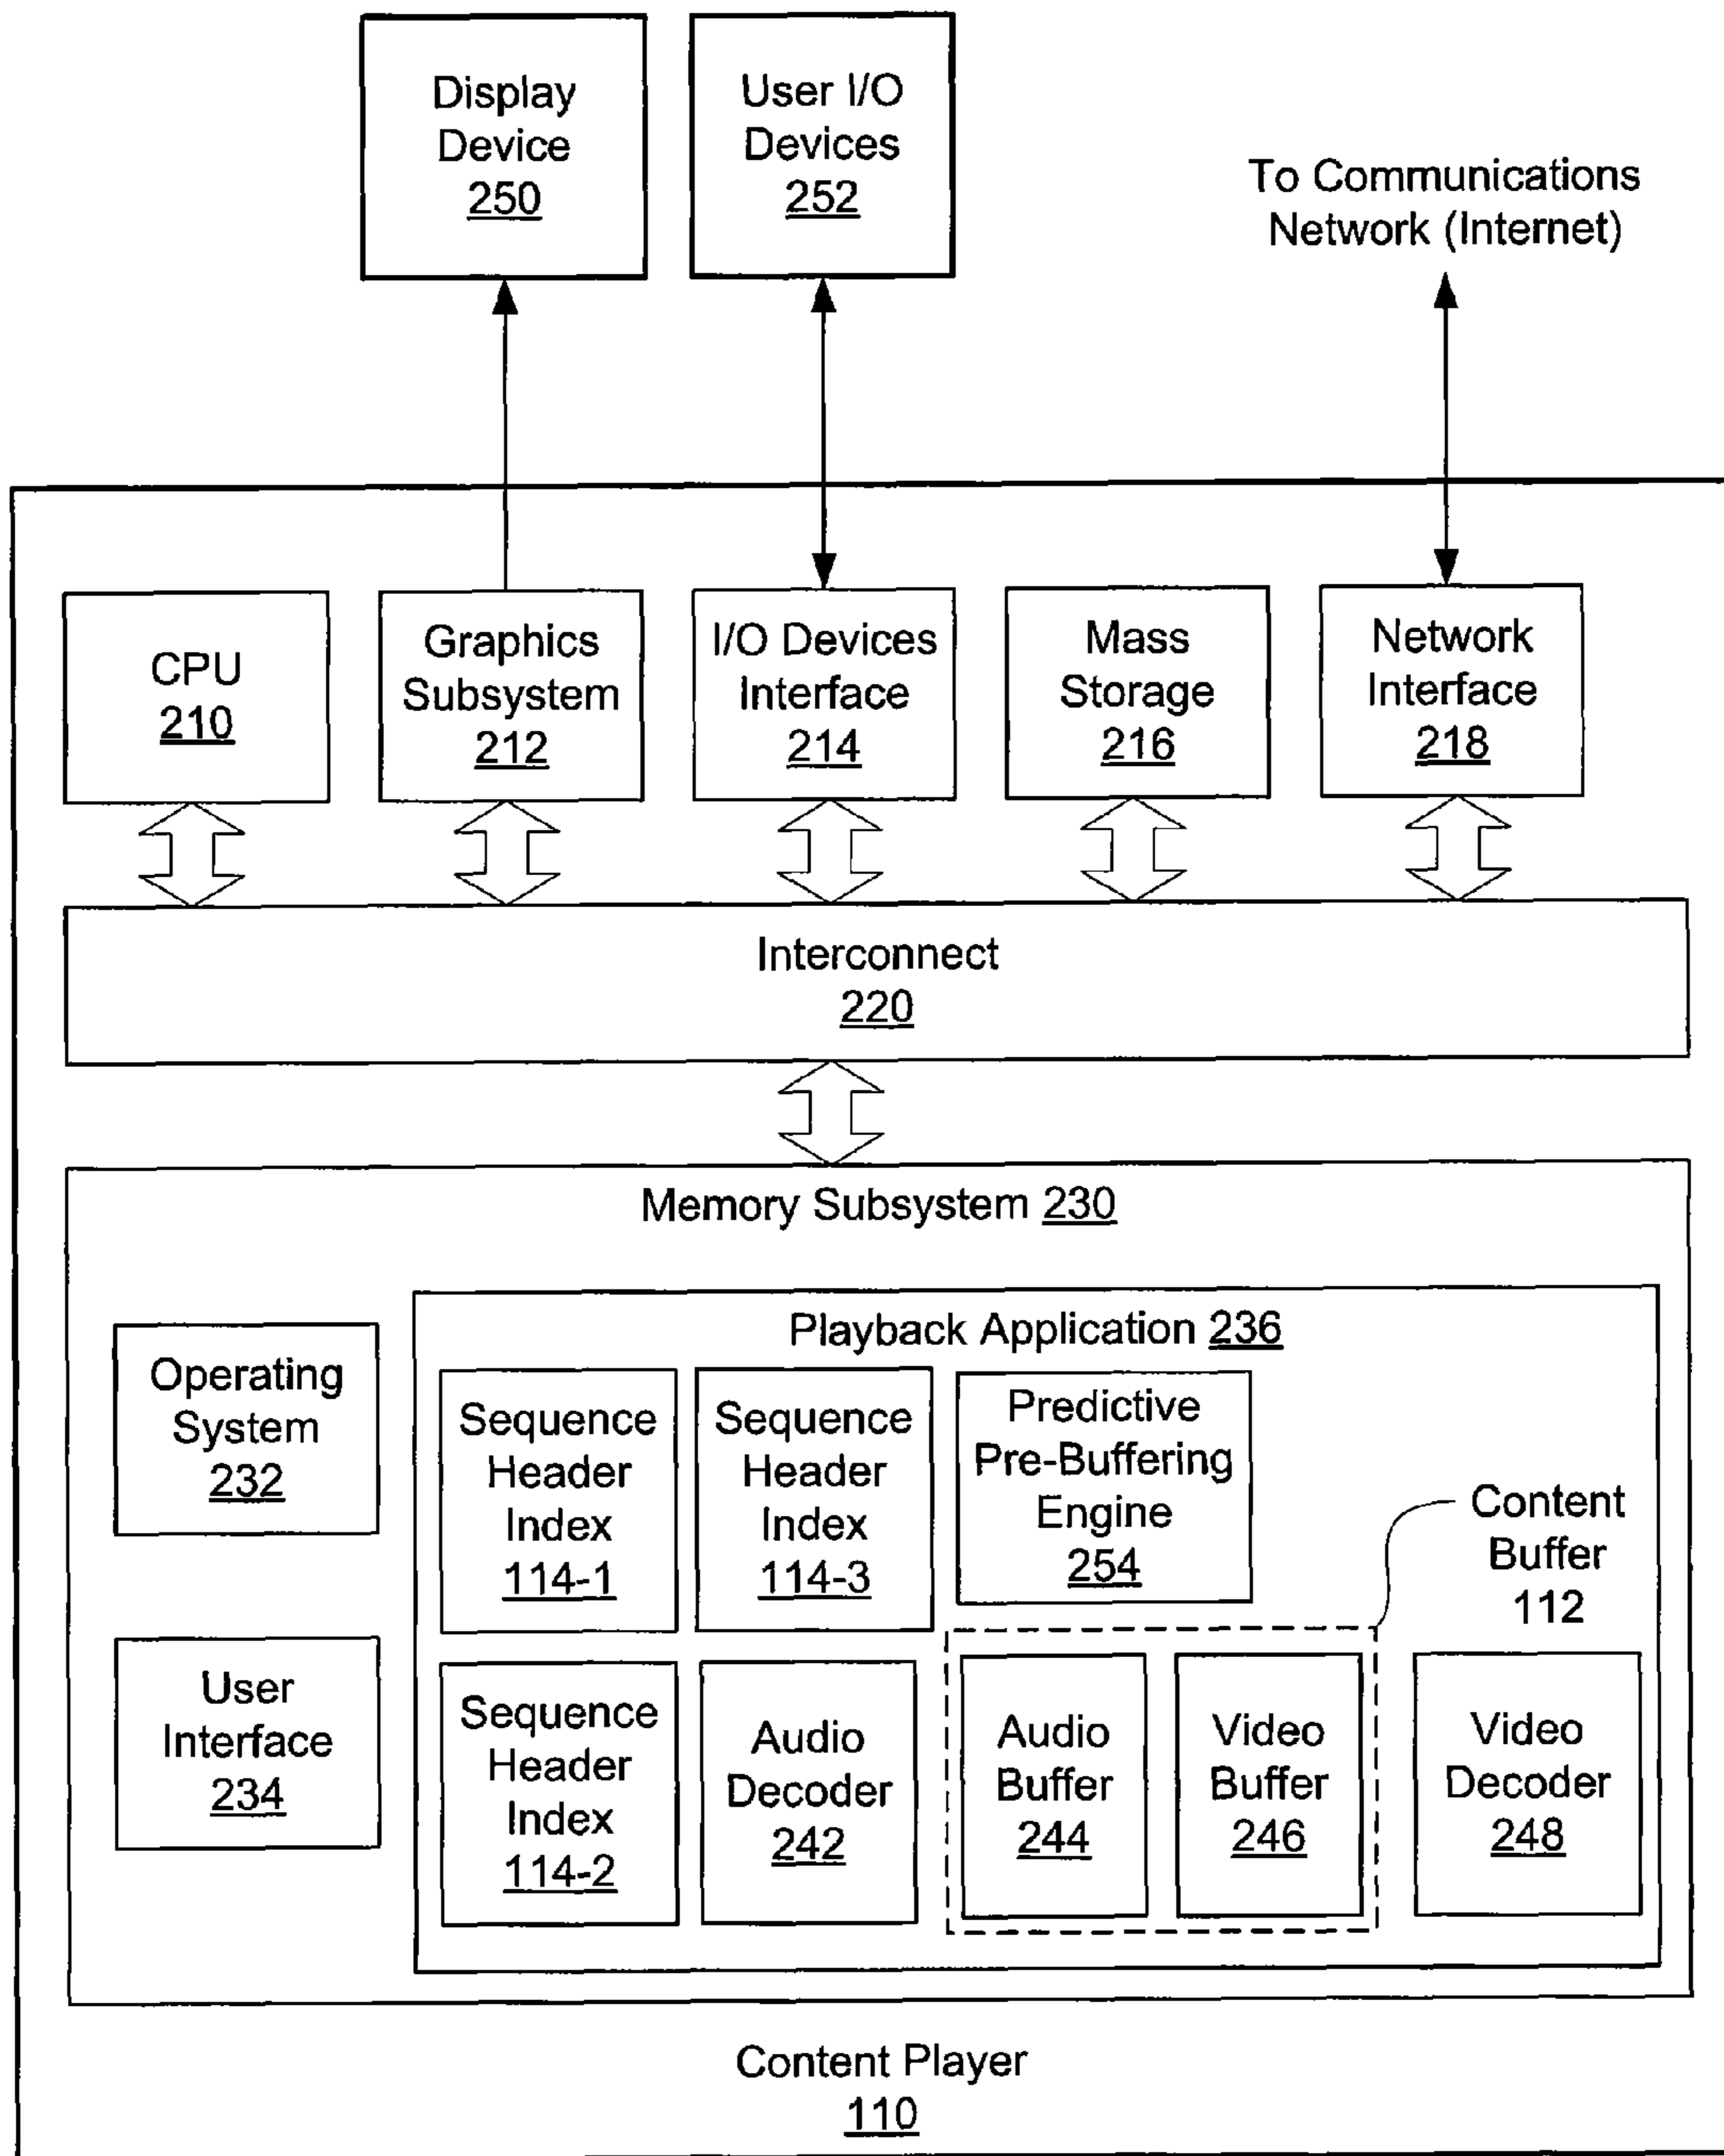 Display
Device
250
User I/O
Devices
252
To Communications
Network (Internet)
CPU
210
Graphics
Subsystem
212
I/O Devices
Interface
214
Mass
Storage
216
Network
Interface
218
Interconnect
220
Memory Subsystem 230
Operating
System
232
User
Interface
234
Playback Application 236
Sequence
Header
Index
114-1
Sequence
Header
Index
114-3
Predictive
Pre-Buffering
Engine
254
Content
Buffer
112
Sequence
Header
Index
114-2
Audio
Decoder
242
Audio
Buffer
244
Video
Buffer
246
Video
Decoder
248
Content Player
110